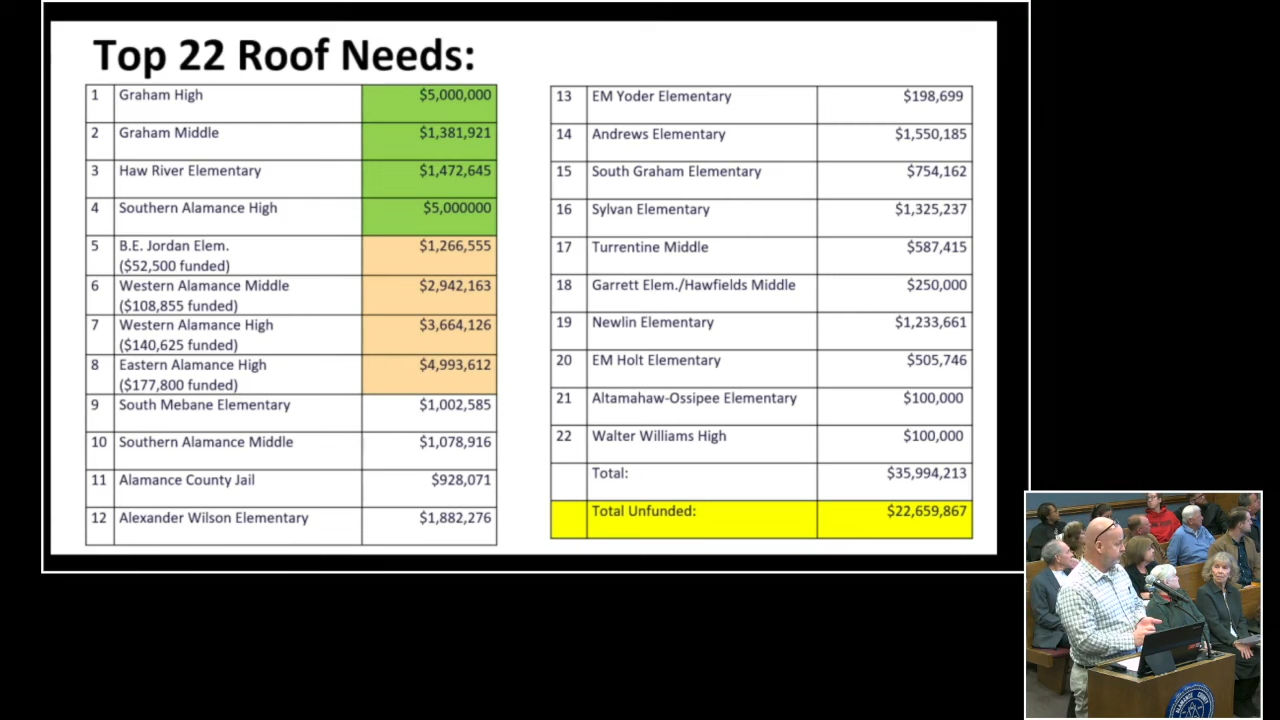 Top 22 Roof Needs:
1 Graham High $5,000,000
2 Graham Middle $1,381,921
3 Haw River Elementary $1,472,645
4 Southern Alamance High $5,000000
5 B.E. Jordan Elem. $1,266,555
($52,500 funded)
6 Western Alamance Middle $2,942,163
($108,855 funded)
7 Western Alamance High $3,664,126
($140,625 funded)
8 Eastern Alamance High $4,993,612
($177,800 funded)
9 South Mebane Elementary $1,002,585
10 Southern Alamance Middle $1,078,916
11 Alamance County Jail $928,071
12 Alexander Wilson Elementary $1,882,276
13 EM Yoder Elementary $198,699
14 Andrews Elementary $1,550,185
15 South Graham Elementary $754,162
16 Sylvan Elementary $1,325,237
17 Turrentine Middle $587,415
18 Garrett Elem./Hawfields Middle $250,000
19 Newlin Elementary $1,233,661
20 EM Holt Elementary $505,746
21 Altamahaw-Ossipee Elementary $100,000
22 Walter Williams High $100,000
Total: $35,994,213
Total Unfunded: $22,659,867
ALAMANCE COUNTY